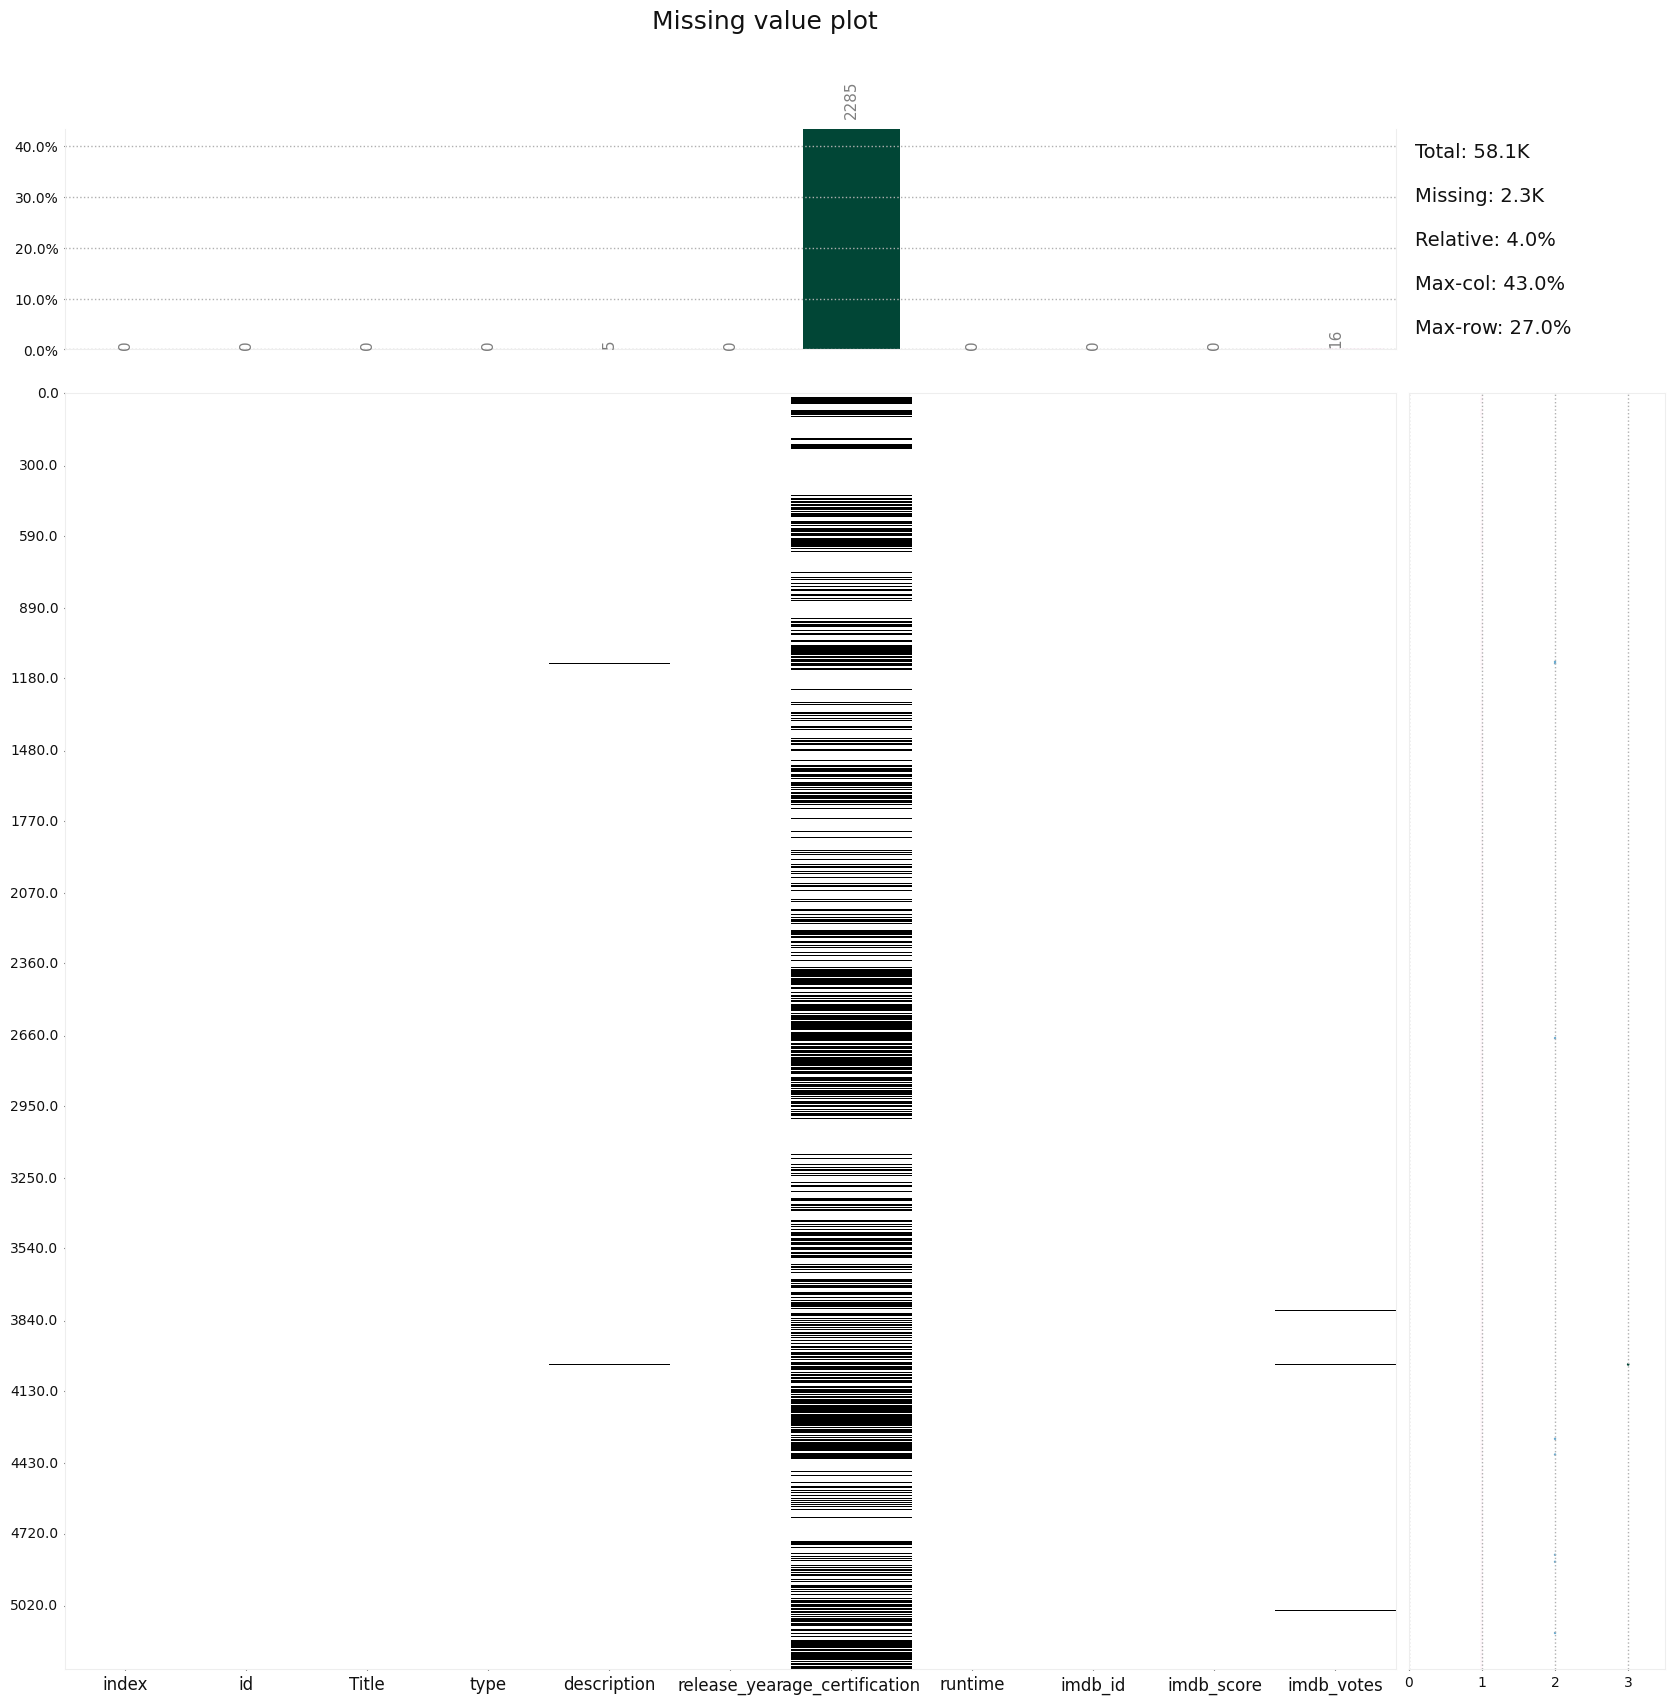 Missing value plot
2285
40.0%
30.0%
20.0%
10.0%
0.0%
0
0
0
0
5
0
0
0
0
16
Total: 58.1K
Missing: 2.3K
Relative: 4.0%
Max-col: 43.0%
Max-row: 27.0%
0.0
300.0
590.0
890.0
1180.0
1480.0
1770.0
2070.0
2360.0
2660.0
2950.0
3250.0
3540.0
3840.0
4130.0
4430.0
4720.0
5020.0
index
id
Title
type
description
release_year
age_certification
runtime
imdb_id
imdb_score
imdb_votes
0
1
2
3